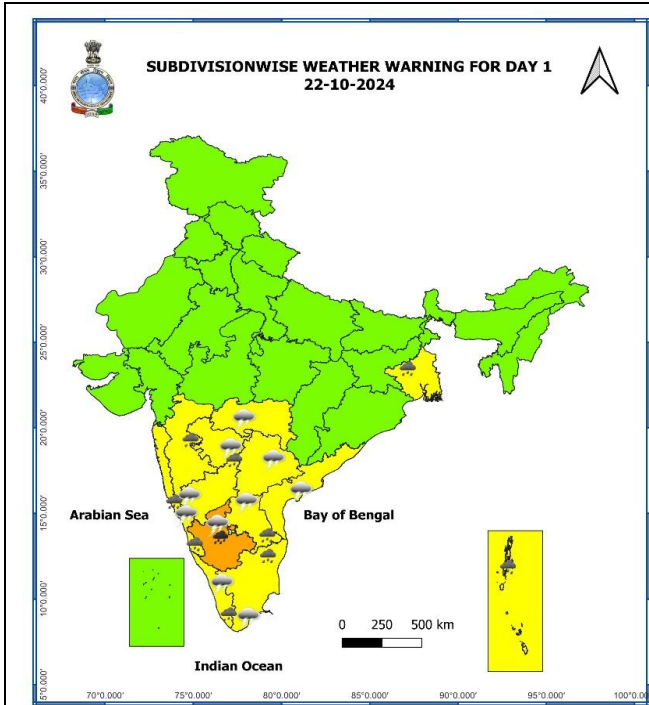 SUBDIVISIONWISE WEATHER WARNING FOR DAY 1
22-10-2024
40°0.000'
35°0.000'
30°0.000'
25°0.000'
20°0.000'
15°0.000'
10°0.000'
5°0.000'
Arabian Sea
Bay of Bengal
0 250 500 km
Indian Ocean
70°0.000' 75°0.000' 80°0.000' 85°0.000' 90°0.000' 95°0.000' 100°0.000'